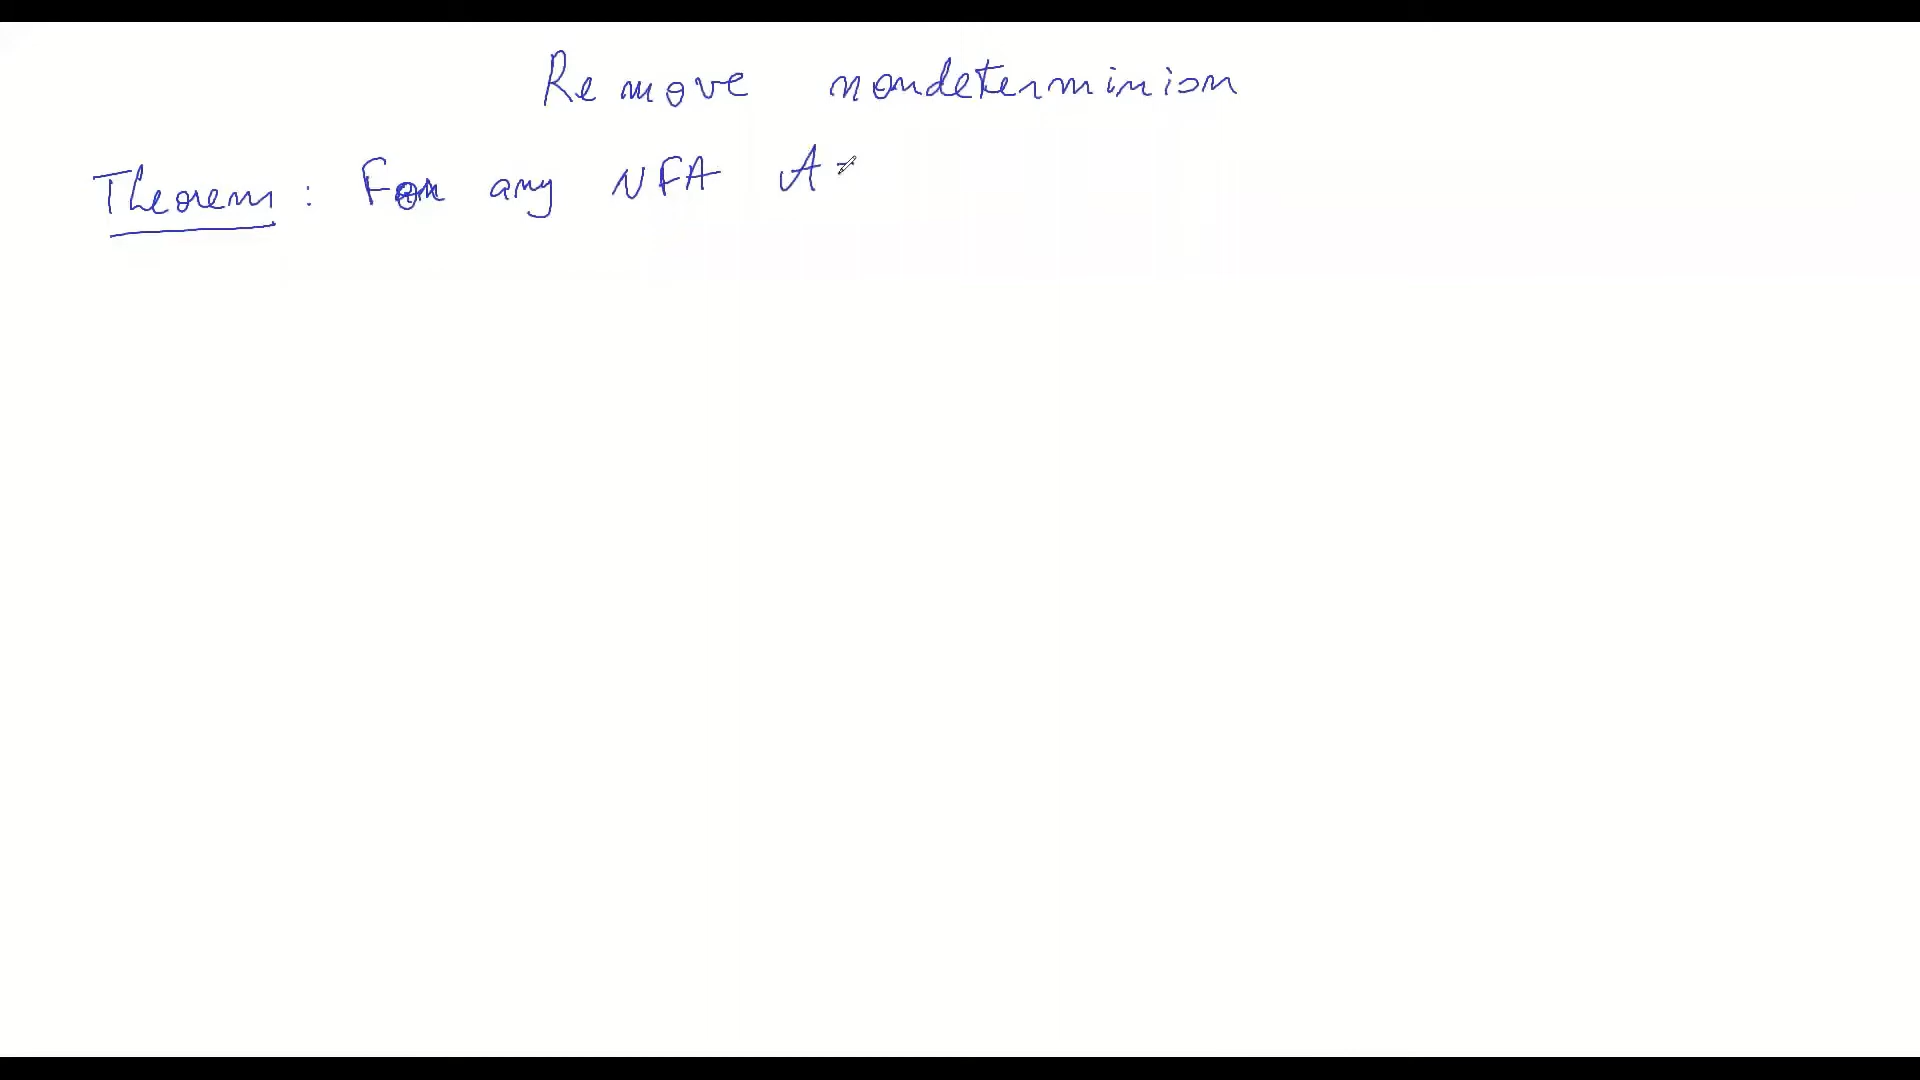 Remove nondeterminism
Theorem: For any NFA A =